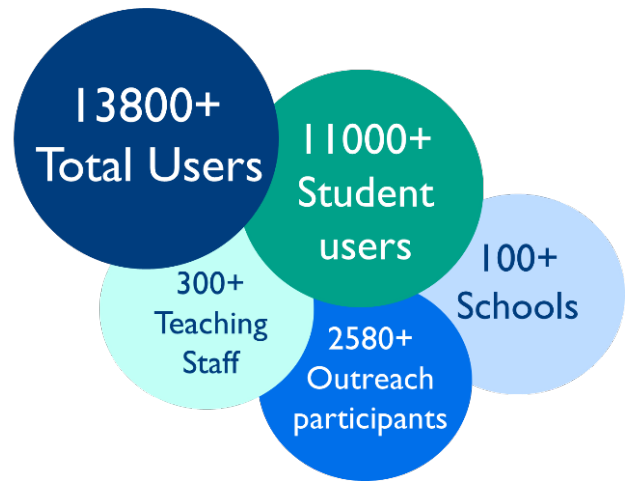 13800+
Total Users
11000+
Student
users
100+
Schools
300+
Teaching
Staff
2580+
Outreach
participants